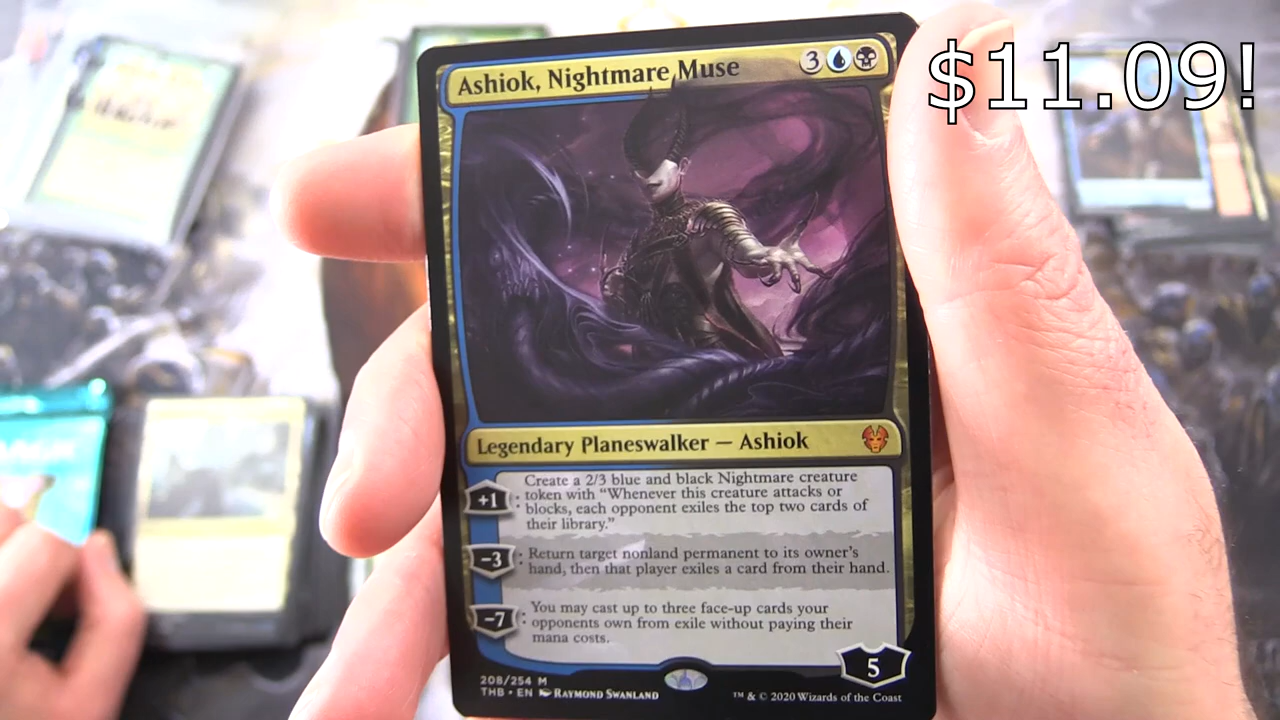 $11.09!
Ashiok, Nightmare Muse 3
Legendary Planeswalker — Ashiok
+1: Create a 2/3 blue and black Nightmare creature
token with “Whenever this creature attacks or
blocks, each opponent exiles the top two cards of
their library.”
−3: Return target nonland permanent to its owner’s
hand, then that player exiles a card from their hand.
−7: You may cast up to three face-up cards your
opponents own from exile without paying their
mana costs.
5
208/254 M
THB • EN Raymond Swanland
™ & © 2020 Wizards of the Coast